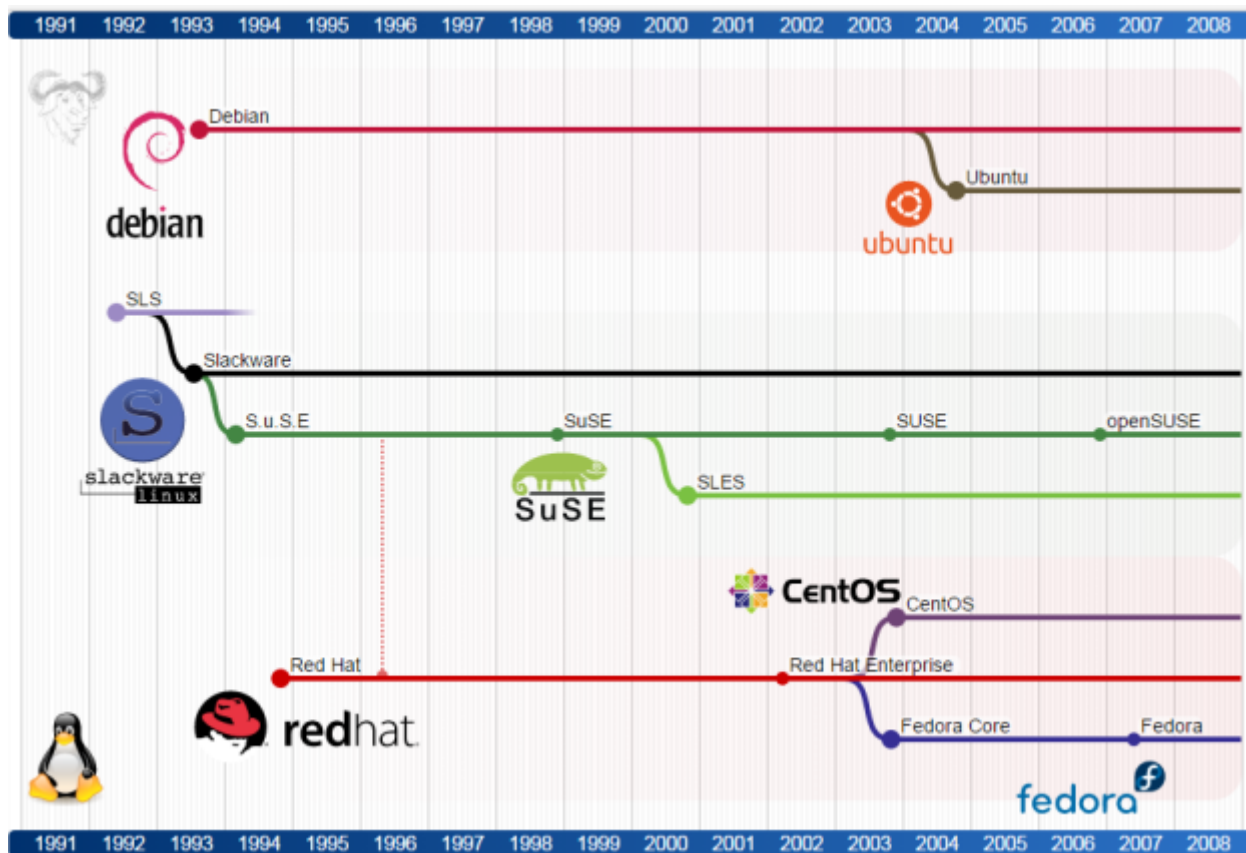 1991 1992 1993 1994 1995 1996 1997 1998 1999 2000 2001 2002 2003 2004 2005 2006 2007 2008
Debian
debian
Ubuntu
ubuntu
SLS
Slackware
slackware
linux
S.u.S.E
SuSE
SUSE
openSUSE
SuSE
SLES
CentOS
CentOS
Red Hat
Red Hat Enterprise
redhat.
Fedora Core
Fedora
fedora
1991 1992 1993 1994 1995 1996 1997 1998 1999 2000 2001 2002 2003 2004 2005 2006 2007 2008